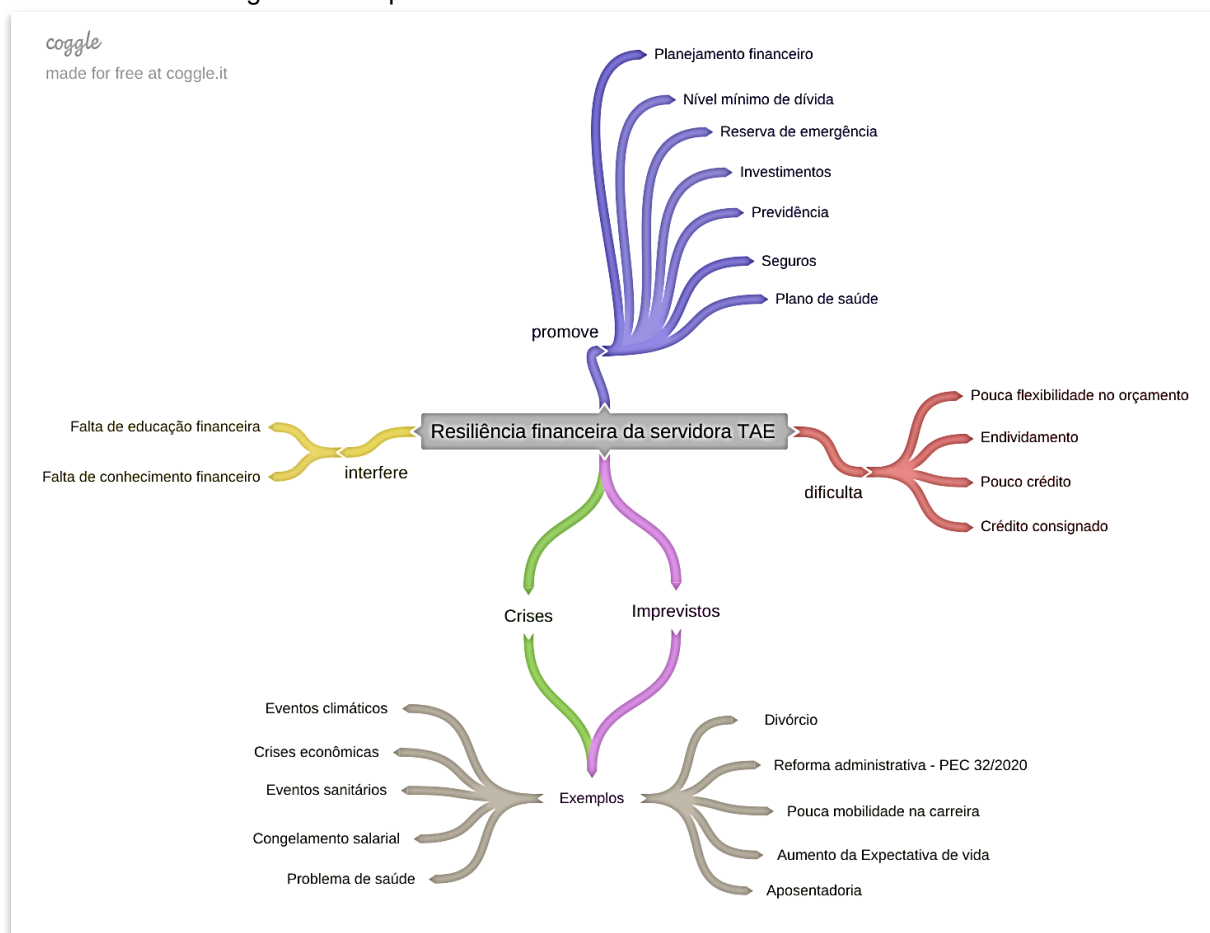 coggle
made for free at coggle.it
Planejamento financeiro
Nível mínimo de dívida
Reserva de emergência
Investimentos
Previdência
Seguros
Plano de saúde
promove
Resiliência financeira da servidora TAE
Falta de educação financeira
Falta de conhecimento financeiro
interfere
Pouca flexibilidade no orçamento
Endividamento
Pouco crédito
Crédito consignado
dificulta
Crises
Imprevistos
Exemplos
Eventos climáticos
Crises econômicas
Eventos sanitários
Congelamento salarial
Problema de saúde
Divórcio
Reforma administrativa - PEC 32/2020
Pouca mobilidade na carreira
Aumento da Expectativa de vida
Aposentadoria